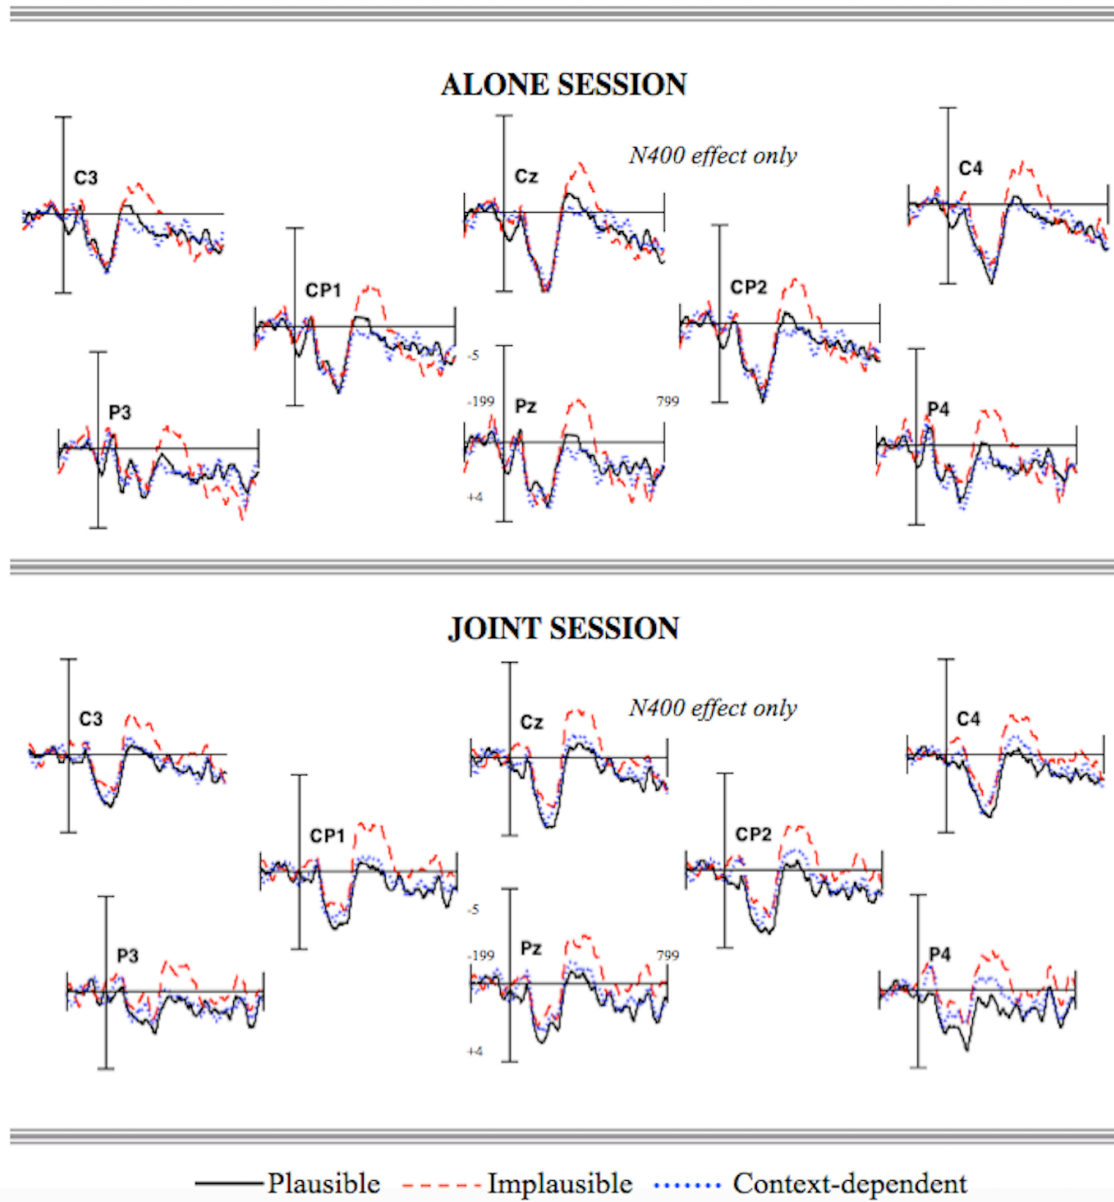 ALONE SESSION
N400 effect only
C3
Cz
C4
CP1
CP2
-5
-199
799
P3
Pz
P4
+4
JOINT SESSION
N400 effect only
C3
Cz
C4
CP1
CP2
-5
-199
799
P3
Pz
P4
+4
Plausible Implausible Context-dependent